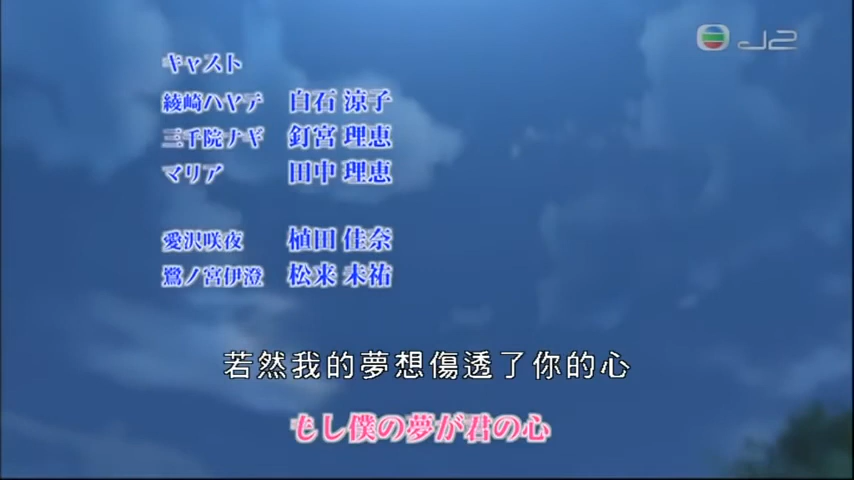 J2
キャスト
綾崎ハヤテ 白石 涼子
三千院ナギ 釘宮 理恵
マリア 田中 理恵
愛沢咲夜 植田 佳奈
鷺ノ宮伊澄 松来 未祐
若然我的夢想傷透了你的心
もし僕の夢が君の心